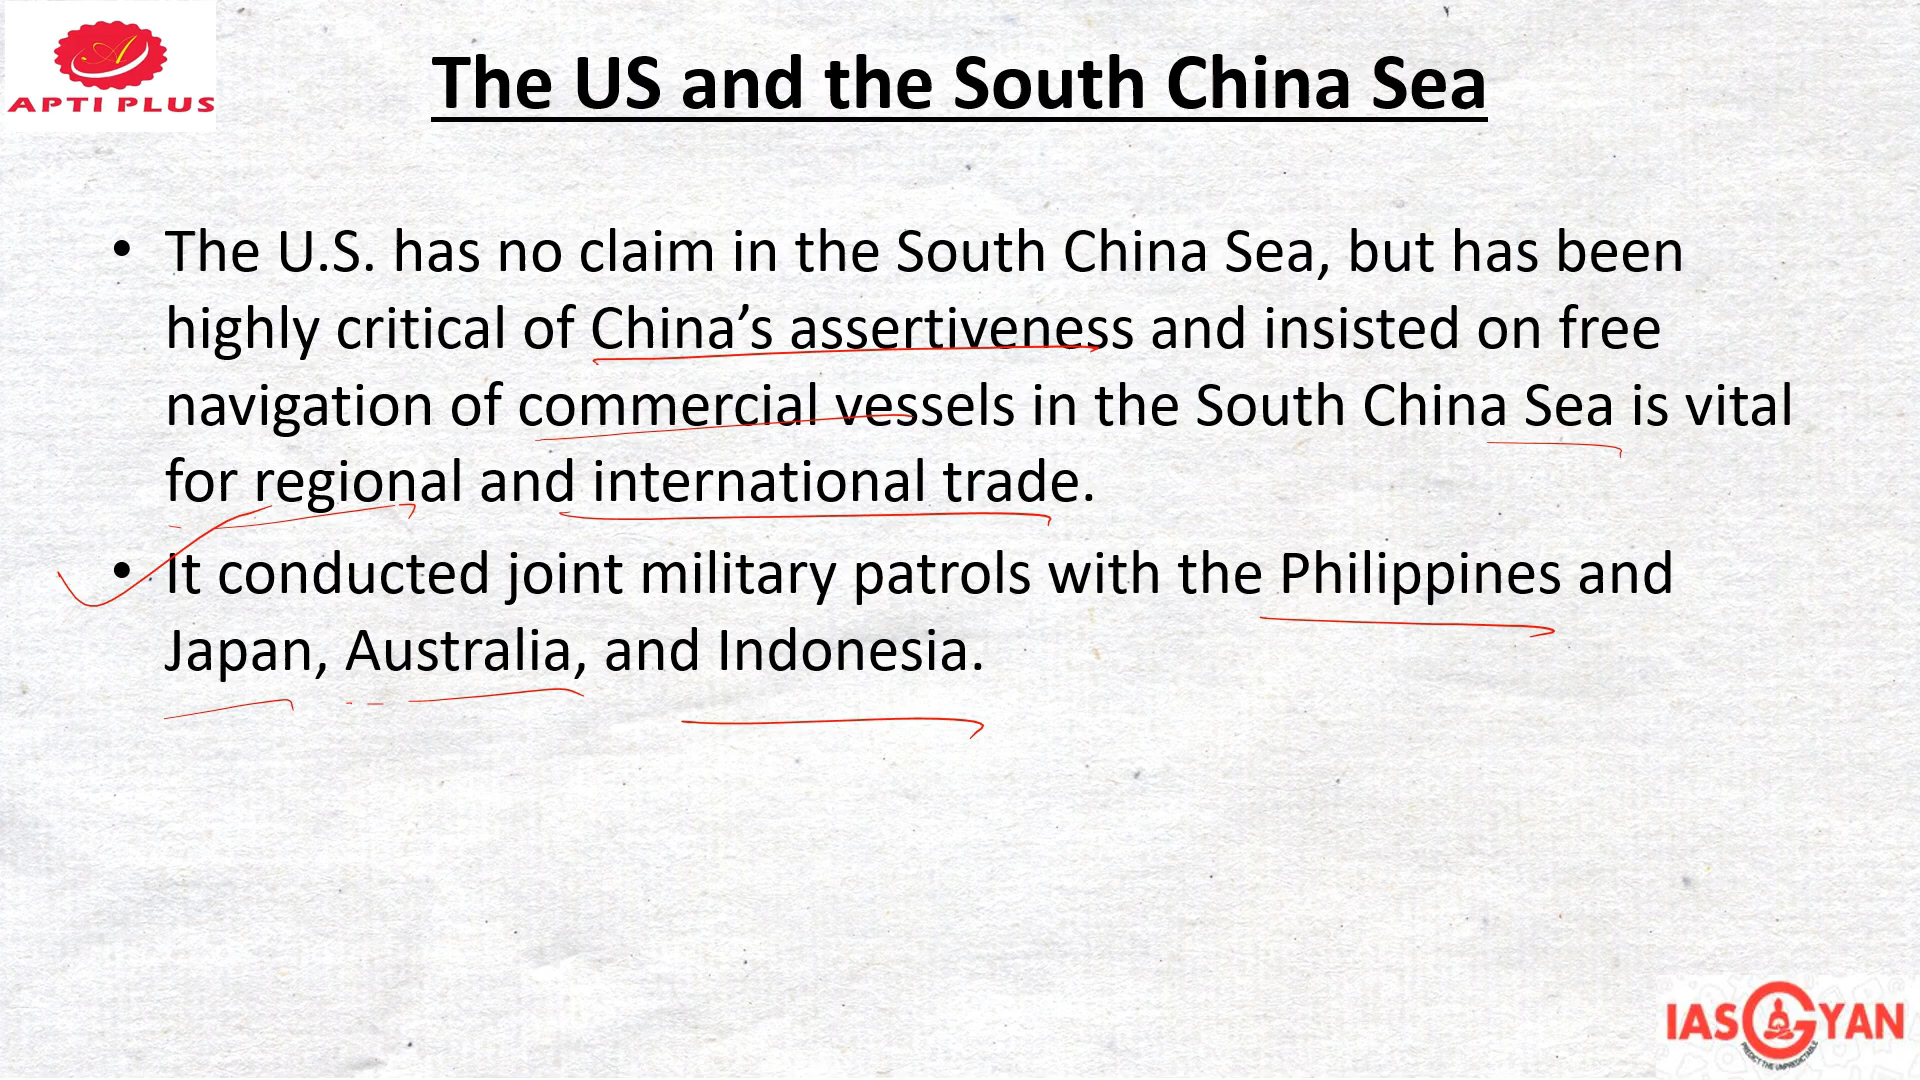 APTI PLUS
The US and the South China Sea
• The U.S. has no claim in the South China Sea, but has been
highly critical of China’s assertiveness and insisted on free
navigation of commercial vessels in the South China Sea is vital
for regional and international trade.
• It conducted joint military patrols with the Philippines and
Japan, Australia, and Indonesia.
IASGYAN
PREDICT THE UNPREDICTABLE